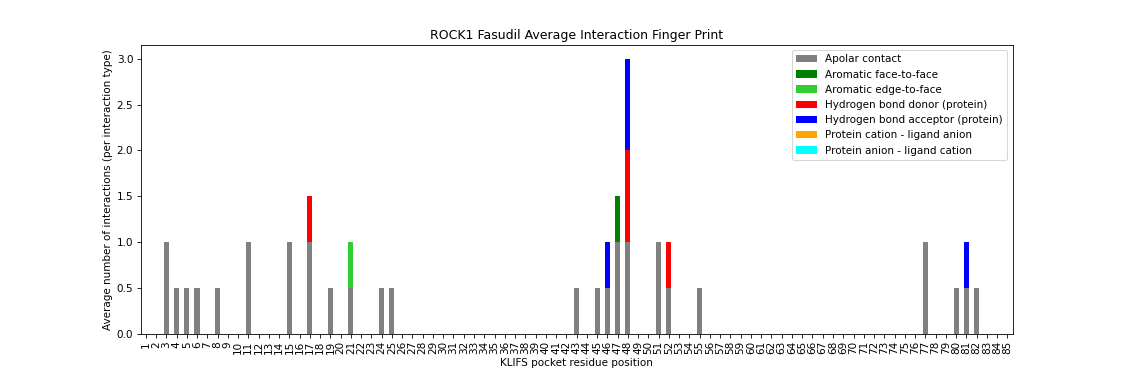 ROCK1 Fasudil Average Interaction Finger Print
Average number of interactions (per interaction type)
3.0
2.5
2.0
1.5
1.0
0.5
0.0
Apolar contact
Aromatic face-to-face
Aromatic edge-to-face
Hydrogen bond donor (protein)
Hydrogen bond acceptor (protein)
Protein cation - ligand anion
Protein anion - ligand cation
1 2 3 4 5 6 7 8 9 10 11 12 13 14 15 16 17 18 19 20 21 22 23 24 25 26 27 28 29 30 31 32 33 34 35 36 37 38 39 40 41 42 43 44 45 46 47 48 49 50 51 52 53 54 55 56 57 58 59 60 61 62 63 64 65 66 67 68 69 70 71 72 73 74 75 76 77 78 79 80 81 82 83 84 85
KLIFS pocket residue position